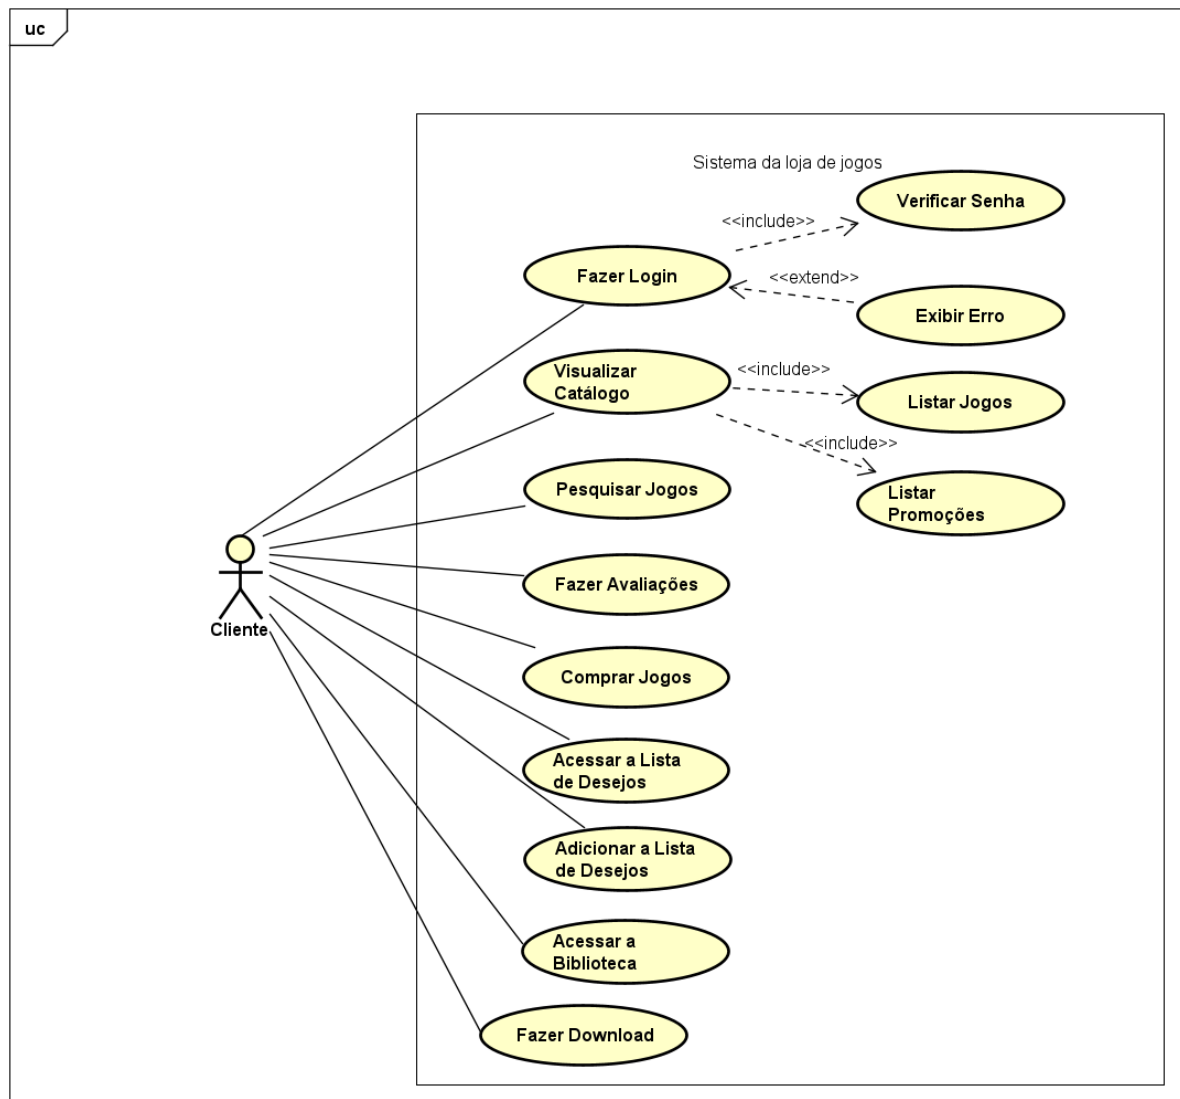 uc
Sistema da loja de jogos
Verificar Senha
<<include>>
Fazer Login
<<extend>>
Exibir Erro
Visualizar
Catálogo
<<include>>
Listar Jogos
<<include>>
Listar
Promoções
Pesquisar Jogos
Fazer Avaliações
Cliente
Comprar Jogos
Acessar a Lista
de Desejos
Adicionar a Lista
de Desejos
Acessar a
Biblioteca
Fazer Download